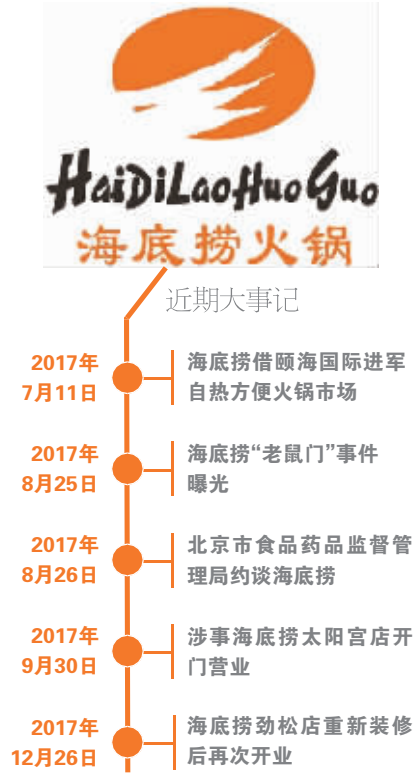 HaiDiLaoHuoGuo
海底捞火锅
近期大事记
2017年
7月11日
海底捞借颐海国际进军
自热方便火锅市场
2017年
8月25日
海底捞“老鼠门”事件
曝光
2017年
8月26日
北京市食品药品监督管
理局约谈海底捞
2017年
9月30日
涉事海底捞太阳宫店开
门营业
2017年
12月26日
海底捞劲松店重新装修
后再次开业